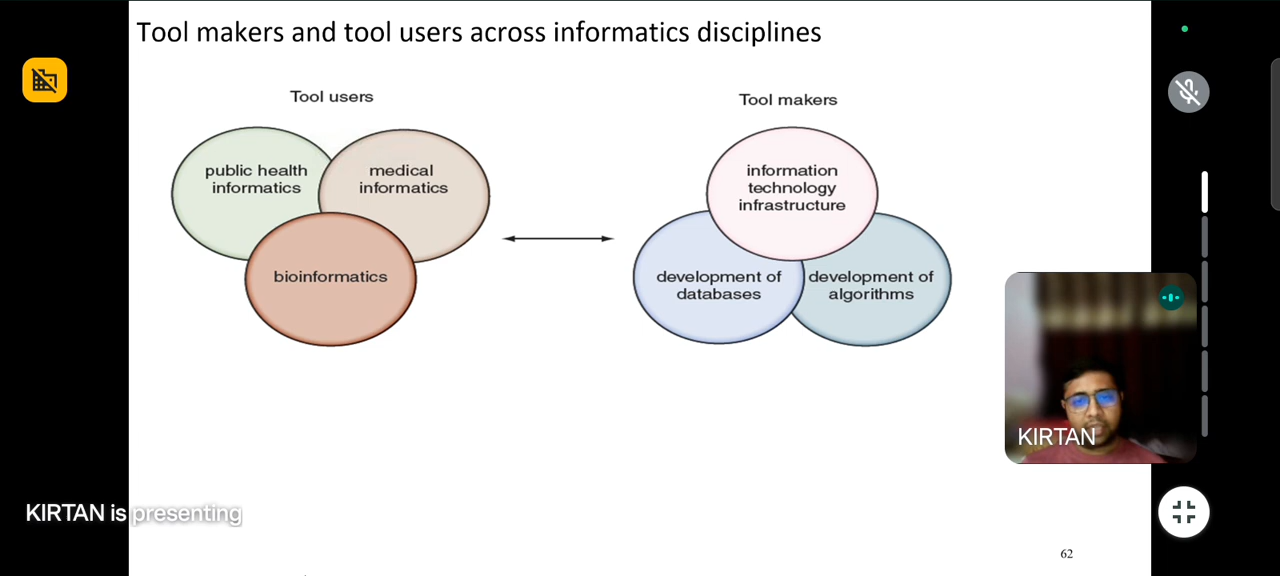 Tool makers and tool users across informatics disciplines
Tool users
Tool makers
public health
informatics
medical
informatics
bioinformatics
information
technology
infrastructure
development of
databases
development of
algorithms
KIRTAN
KIRTAN is presenting
62